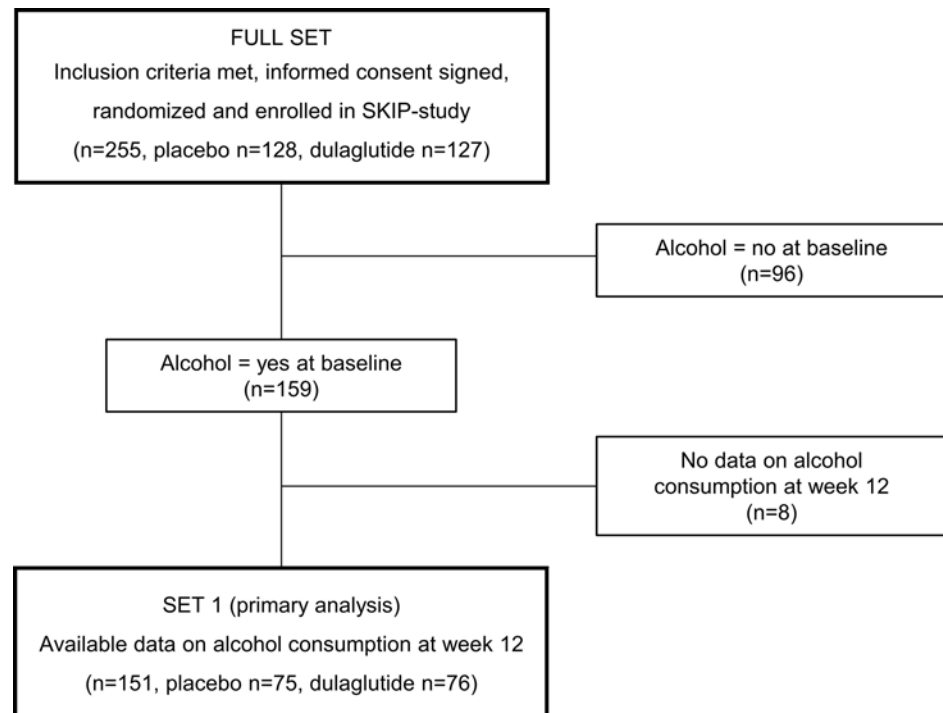 FULL SET
Inclusion criteria met, informed consent signed,
randomized and enrolled in SKIP-study
(n=255, placebo n=128, dulaglutide n=127)
Alcohol = no at baseline
(n=96)
Alcohol = yes at baseline
(n=159)
No data on alcohol
consumption at week 12
(n=8)
SET 1 (primary analysis)
Available data on alcohol consumption at week 12
(n=151, placebo n=75, dulaglutide n=76)